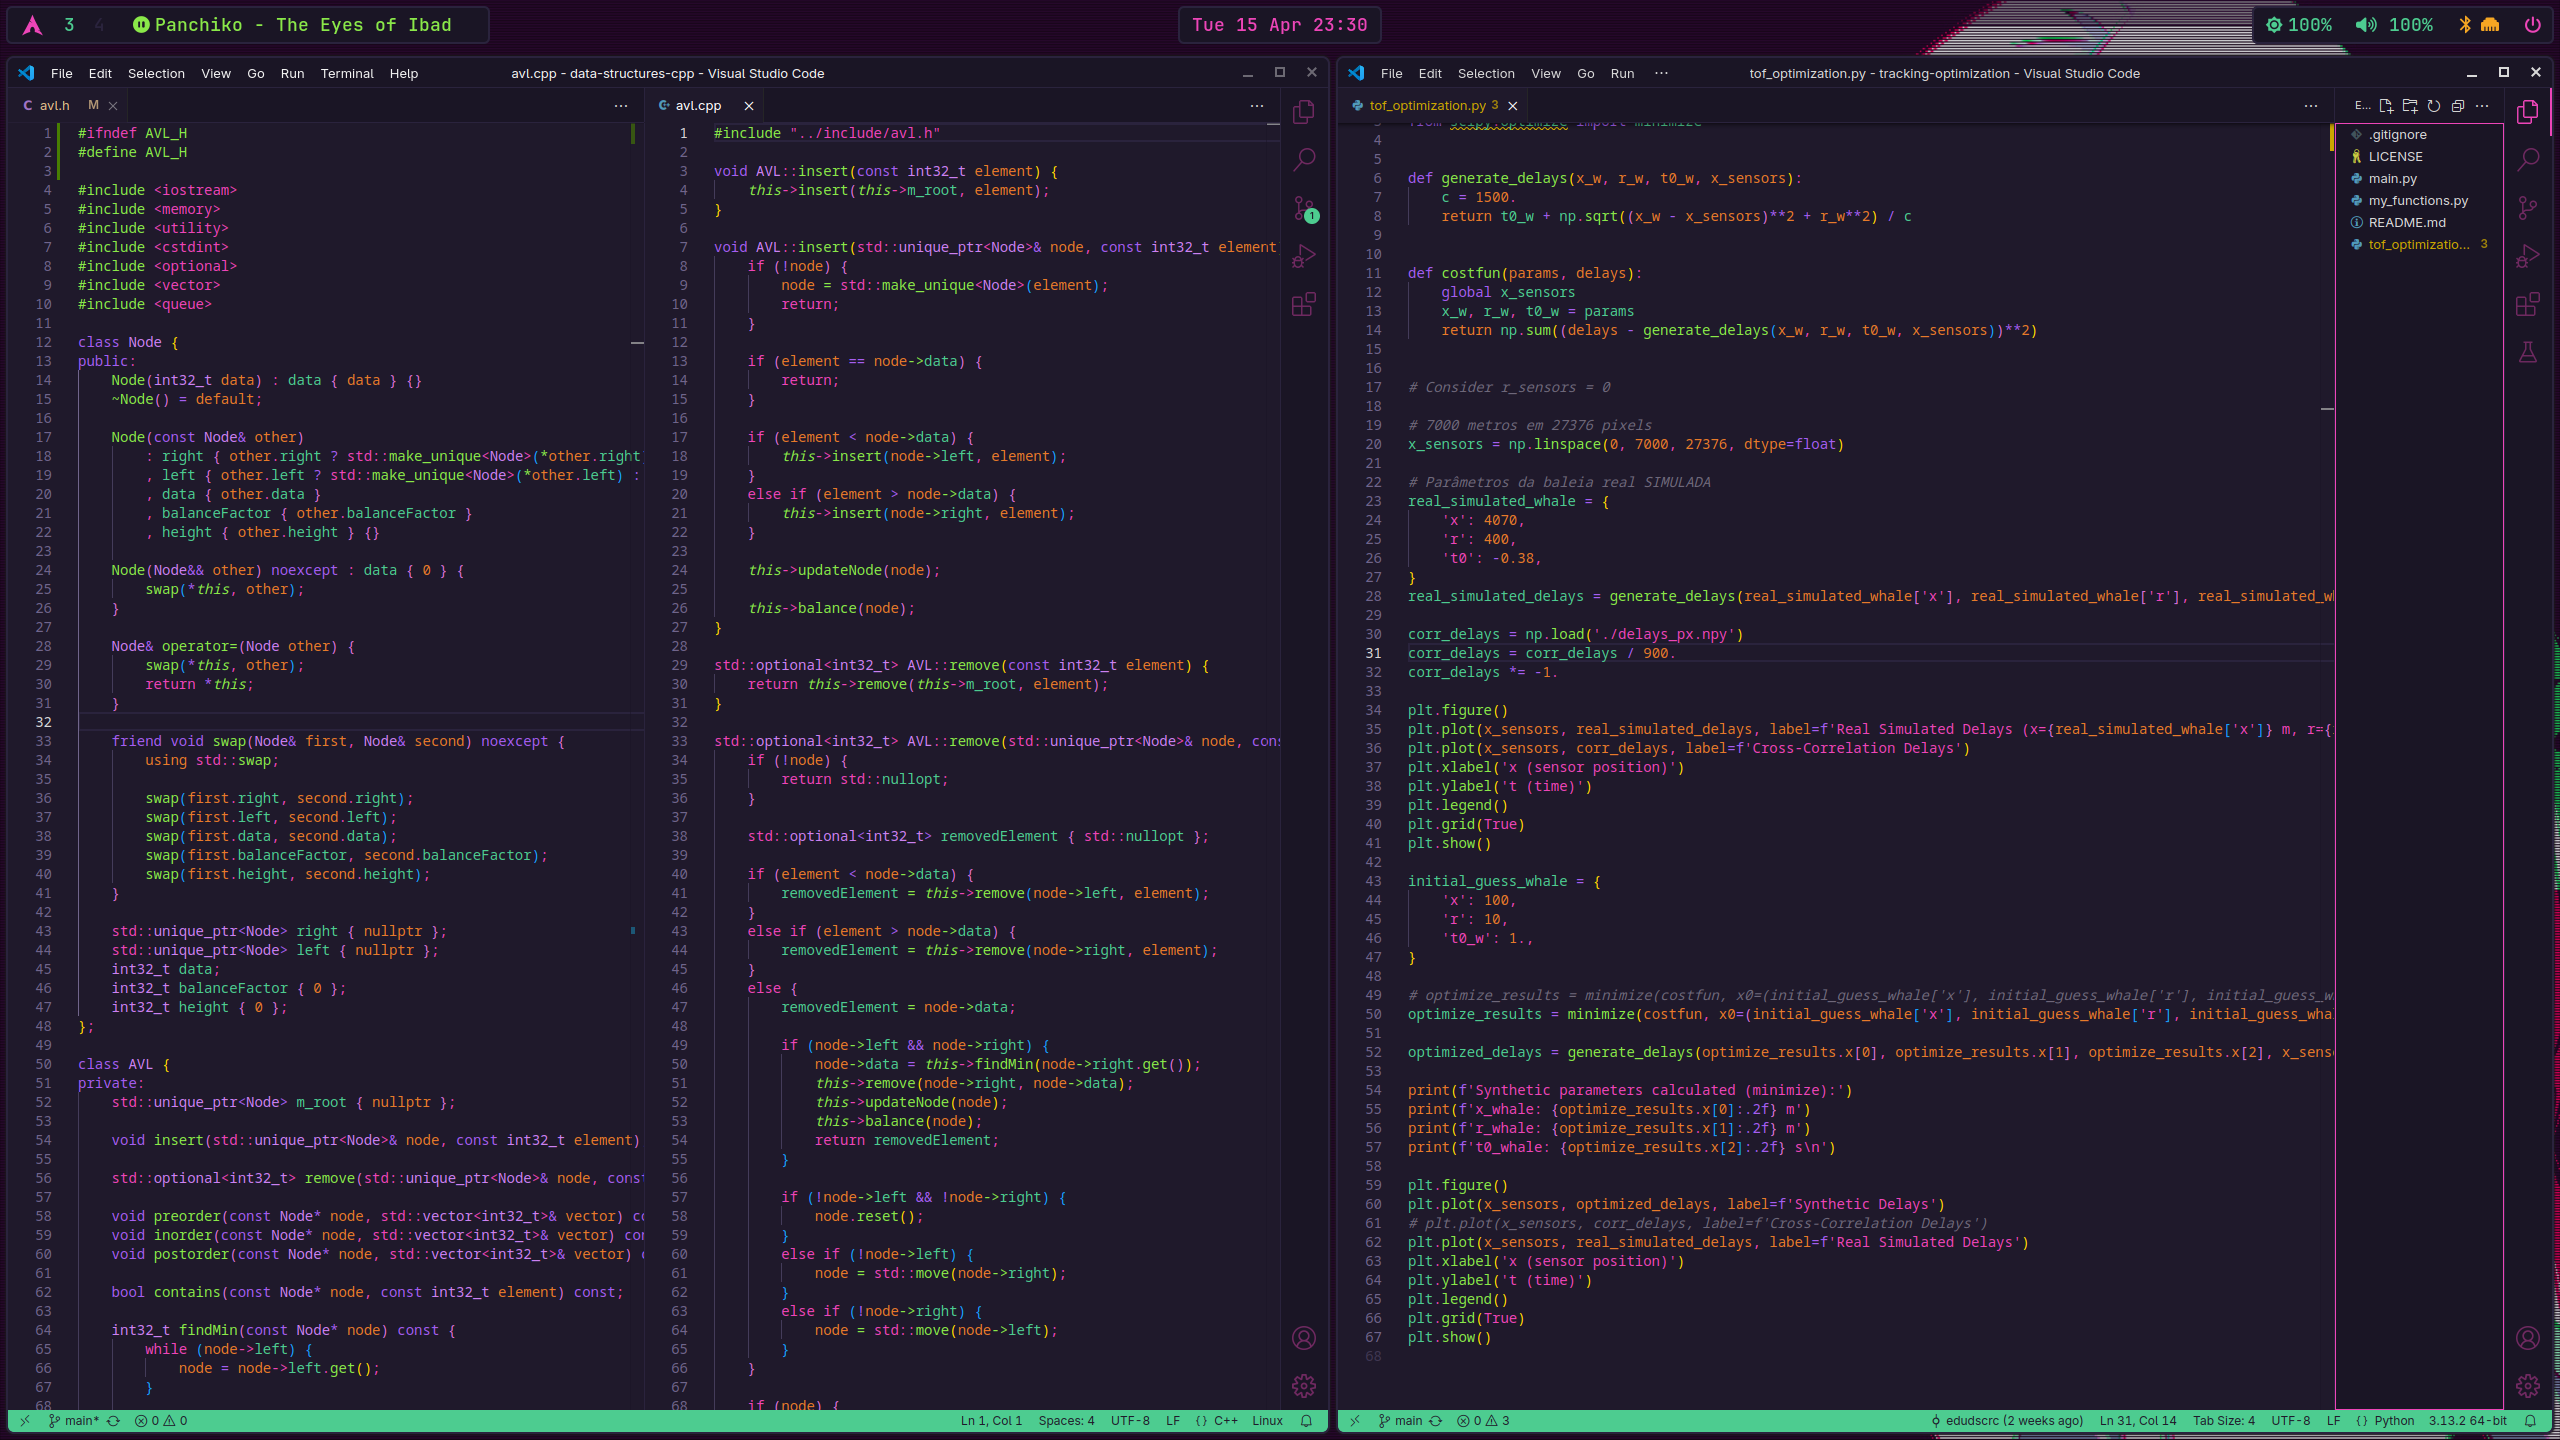 3 4 Panchiko - The Eyes of Ibad
Tue 15 Apr 23:30
100% 100%
File Edit Selection View Go Run Terminal Help
avl.cpp - data-structures-cpp - Visual Studio Code
avl.h M
1 #ifndef AVL_H
2 #define AVL_H
3
4 #include <iostream>
5 #include <memory>
6 #include <utility>
7 #include <cstdint>
8 #include <optional>
9 #include <vector>
10 #include <queue>
11
12 class Node {
13 public:
14 Node(int32_t data) : data { data } {}
15 ~Node() = default;
16
17 Node(const Node& other)
18 : right { other.right ? std::make_unique<Node>(*other.right
19 , left { other.left ? std::make_unique<Node>(*other.left) :
20 , data { other.data }
21 , balanceFactor { other.balanceFactor }
22 , height { other.height } {}
23
24 Node(Node&& other) noexcept : data { 0 } {
25 swap(*this, other);
26 }
27
28 Node& operator=(Node other) {
29 swap(*this, other);
30 return *this;
31 }
32
33 friend void swap(Node& first, Node& second) noexcept {
34 using std::swap;
35
36 swap(first.right, second.right);
37 swap(first.left, second.left);
38 swap(first.data, second.data);
39 swap(first.balanceFactor, second.balanceFactor);
40 swap(first.height, second.height);
41 }
42
43 std::unique_ptr<Node> right { nullptr };
44 std::unique_ptr<Node> left { nullptr };
45 int32_t data;
46 int32_t balanceFactor { 0 };
47 int32_t height { 0 };
48 };
49
50 class AVL {
51 private:
52 std::unique_ptr<Node> m_root { nullptr };
53
54 void insert(std::unique_ptr<Node>& node, const int32_t element)
55
56 std::optional<int32_t> remove(std::unique_ptr<Node>& node, const
57
58 void preorder(const Node* node, std::vector<int32_t>& vector) co
59 void inorder(const Node* node, std::vector<int32_t>& vector) con
60 void postorder(const Node* node, std::vector<int32_t>& vector) c
61
62 bool contains(const Node* node, const int32_t element) const;
63
64 int32_t findMin(const Node* node) const {
65 while (node->left) {
66 node = node->left.get();
67 }
68
avl.cpp
1 #include "../include/avl.h"
2
3 void AVL::insert(const int32_t element) {
4 this->insert(this->m_root, element);
5 }
6
7 void AVL::insert(std::unique_ptr<Node>& node, const int32_t element
8 if (!node) {
9 node = std::make_unique<Node>(element);
10 return;
11 }
12
13 if (element == node->data) {
14 return;
15 }
16
17 if (element < node->data) {
18 this->insert(node->left, element);
19 }
20 else if (element > node->data) {
21 this->insert(node->right, element);
22 }
23
24 this->updateNode(node);
25
26 this->balance(node);
27 }
28
29 std::optional<int32_t> AVL::remove(const int32_t element) {
30 return this->remove(this->m_root, element);
31 }
32
33 std::optional<int32_t> AVL::remove(std::unique_ptr<Node>& node, cons
34 if (!node) {
35 return std::nullopt;
36 }
37
38 std::optional<int32_t> removedElement { std::nullopt };
39
40 if (element < node->data) {
41 removedElement = this->remove(node->left, element);
42 }
43 else if (element > node->data) {
44 removedElement = this->remove(node->right, element);
45 }
46 else {
47 removedElement = node->data;
48
49 if (node->left && node->right) {
50 node->data = this->findMin(node->right.get());
51 this->remove(node->right, node->data);
52 this->updateNode(node);
53 this->balance(node);
54 return removedElement;
55 }
56
57 if (!node->left && !node->right) {
58 node.reset();
59 }
60 else if (!node->left) {
61 node = std::move(node->right);
62 }
63 else if (!node->right) {
64 node = std::move(node->left);
65 }
66 }
67
68 if (node) {
1
main* 0 0
Ln 1, Col 1 Spaces: 4 UTF-8 LF {} C++ Linux
File Edit Selection View Go Run ···
tof_optimization.py - tracking-optimization - Visual Studio Code
tof_optimization.py 3
3 from scipy.optimize import minimize
4
5
6 def generate_delays(x_w, r_w, t0_w, x_sensors):
7 c = 1500.
8 return t0_w + np.sqrt((x_w - x_sensors)**2 + r_w**2) / c
9
10
11 def costfun(params, delays):
12 global x_sensors
13 x_w, r_w, t0_w = params
14 return np.sum((delays - generate_delays(x_w, r_w, t0_w, x_sensors))**2)
15
16
17 # Consider r_sensors = 0
18
19 # 7000 metros em 27376 pixels
20 x_sensors = np.linspace(0, 7000, 27376, dtype=float)
21
22 # Parâmetros da baleia real SIMULADA
23 real_simulated_whale = {
24 'x': 4070,
25 'r': 400,
26 't0': -0.38,
27 }
28 real_simulated_delays = generate_delays(real_simulated_whale['x'], real_simulated_whale['r'], real_simulated_wh
29
30 corr_delays = np.load('./delays_px.npy')
31 corr_delays = corr_delays / 900.
32 corr_delays *= -1.
33
34 plt.figure()
35 plt.plot(x_sensors, real_simulated_delays, label=f'Real Simulated Delays (x={real_simulated_whale['x']} m, r={
36 plt.plot(x_sensors, corr_delays, label=f'Cross-Correlation Delays')
37 plt.xlabel('x (sensor position)')
38 plt.ylabel('t (time)')
39 plt.legend()
40 plt.grid(True)
41 plt.show()
42
43 initial_guess_whale = {
44 'x': 100,
45 'r': 10,
46 't0_w': 1.,
47 }
48
49 # optimize_results = minimize(costfun, x0=(initial_guess_whale['x'], initial_guess_whale['r'], initial_guess_w
50 optimize_results = minimize(costfun, x0=(initial_guess_whale['x'], initial_guess_whale['r'], initial_guess_wha
51
52 optimized_delays = generate_delays(optimize_results.x[0], optimize_results.x[1], optimize_results.x[2], x_sens
53
54 print(f'Synthetic parameters calculated (minimize):')
55 print(f'x_whale: {optimize_results.x[0]:.2f} m')
56 print(f'r_whale: {optimize_results.x[1]:.2f} m')
57 print(f't0_whale: {optimize_results.x[2]:.2f} s\n')
58
59 plt.figure()
60 plt.plot(x_sensors, optimized_delays, label=f'Synthetic Delays')
61 # plt.plot(x_sensors, corr_delays, label=f'Cross-Correlation Delays')
62 plt.plot(x_sensors, real_simulated_delays, label=f'Real Simulated Delays')
63 plt.xlabel('x (sensor position)')
64 plt.ylabel('t (time)')
65 plt.legend()
66 plt.grid(True)
67 plt.show()
68
E...
.gitignore
LICENSE
main.py
my_functions.py
README.md
tof_optimizatio... 3
main 0 3
edudscrc (2 weeks ago) Ln 31, Col 14 Tab Size: 4 UTF-8 LF {} Python 3.13.2 64-bit